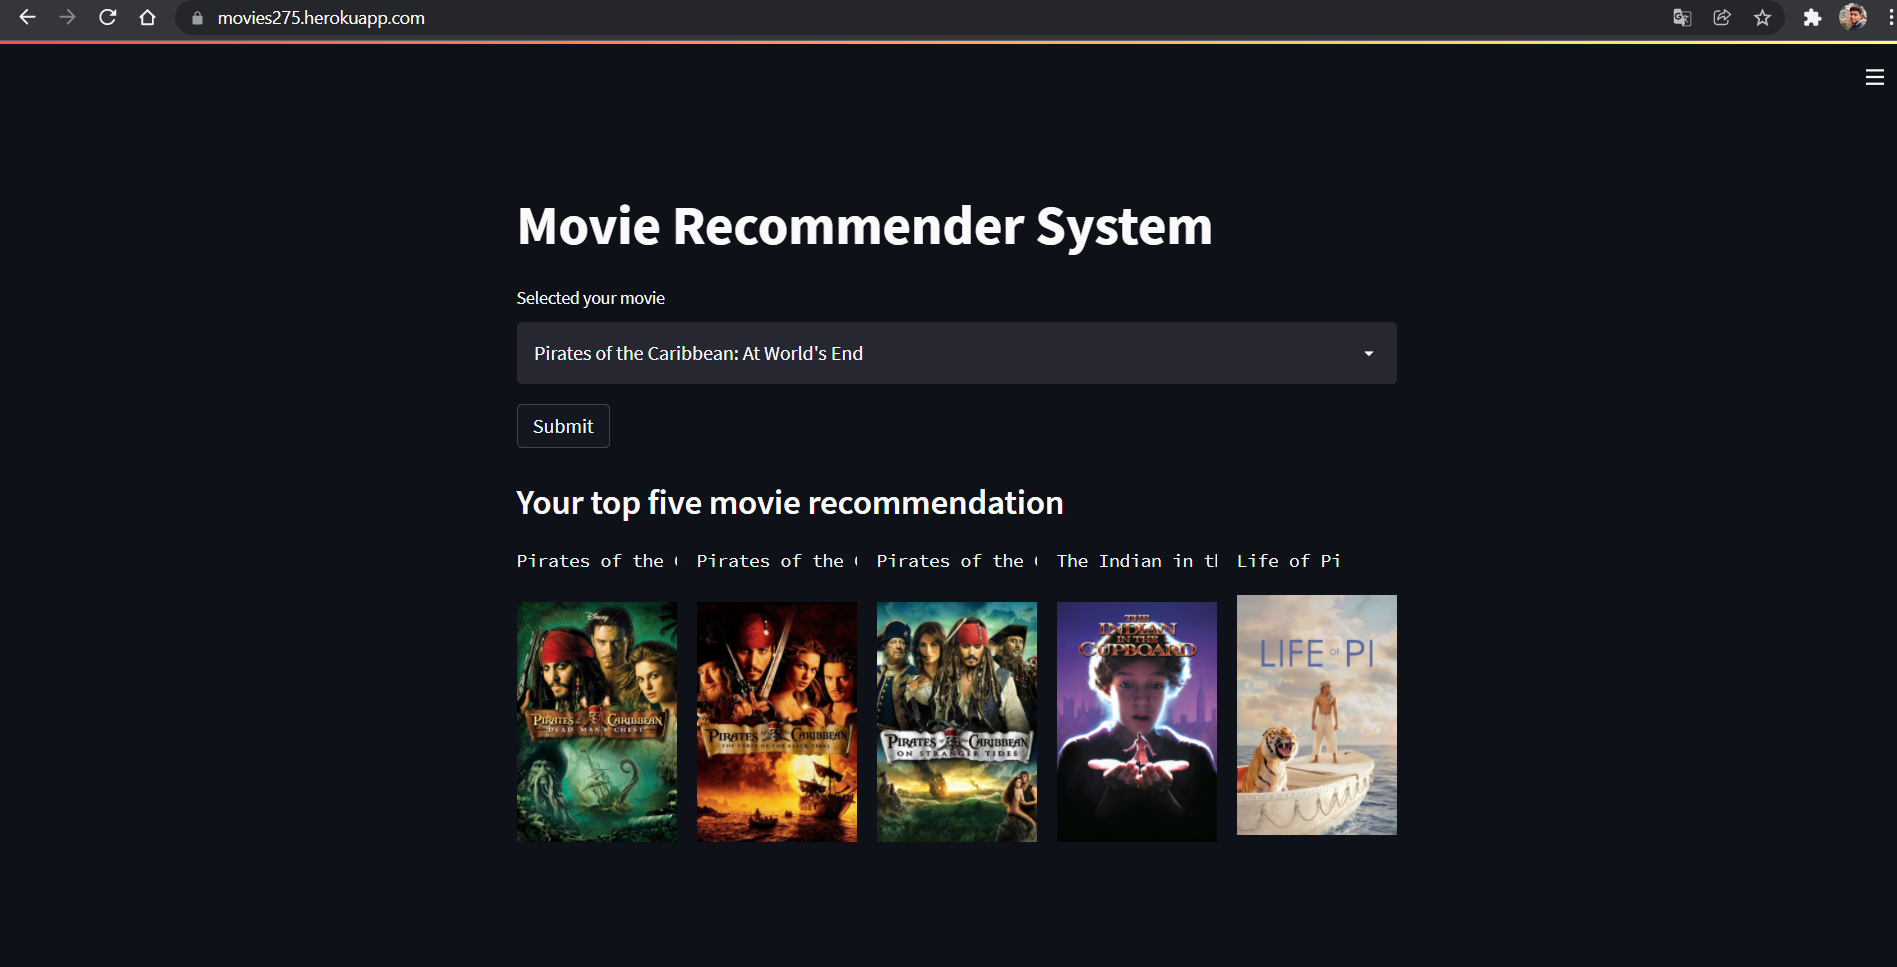 movies275.herokuapp.com
Movie Recommender System
Selected your movie
Pirates of the Caribbean: At World's End
Submit
Your top five movie recommendation
Pirates of the
Pirates of the
Pirates of the
The Indian in th
Life of Pi
Disney
PIRATES of the CARIBBEAN
DEAD MAN'S CHEST
PIRATES of the CARIBBEAN
THE CURSE OF THE BLACK PEARL
PIRATES of the CARIBBEAN
ON STRANGER TIDES
THE
INDIAN
IN THE
CUPBOARD
LIFE OF PI